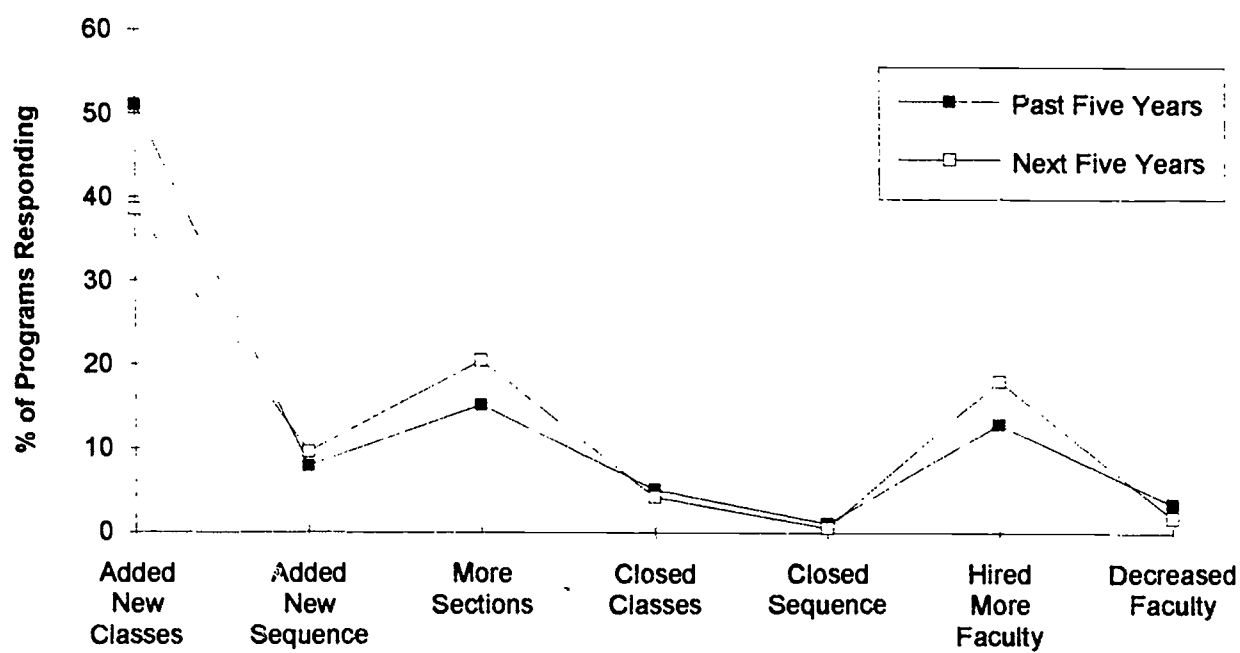 % of Programs Responding
60
50
40
30
20
10
0
Past Five Years
Next Five Years
Added
New
Classes
Added
New
Sequence
More
Sections
Closed
Classes
Closed
Sequence
Hired
More
Faculty
Decreased
Faculty